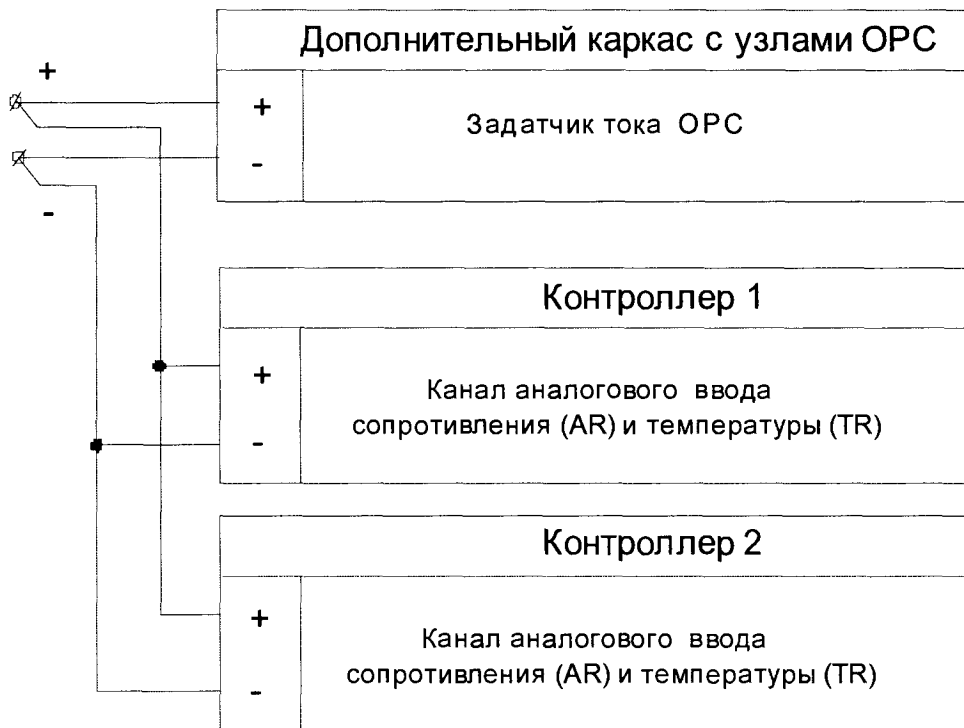 Дополнительный каркас с узлами ОРС
+
+
Задатчик тока ОРС
-
-
Контроллер 1
+
Канал аналогового ввода
сопротивления (AR) и температуры (TR)
-
Контроллер 2
+
Канал аналогового ввода
сопротивления (AR) и температуры (TR)
-